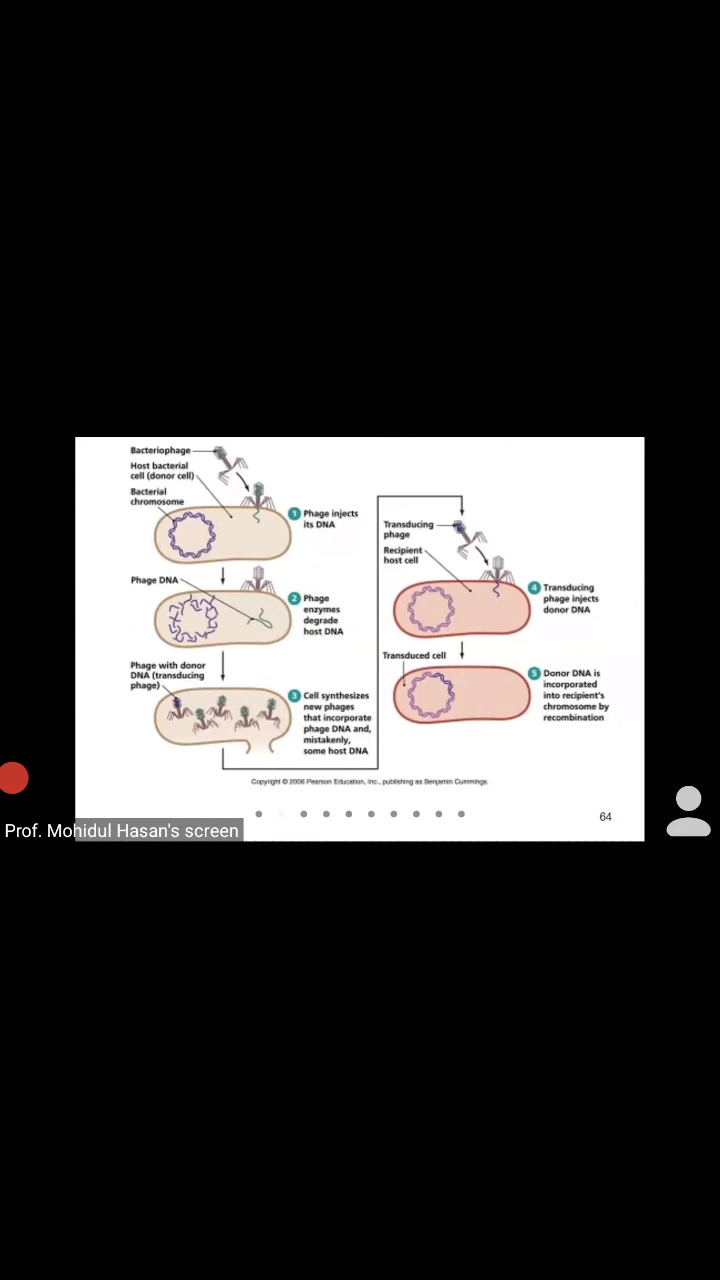 Bacteriophage
Host bacterial
cell (donor cell)
Bacterial
chromosome
1 Phage injects
its DNA
Phage DNA
2 Phage
enzymes
degrade
host DNA
Phage with donor
DNA (transducing
phage)
3 Cell synthesizes
new phages
that incorporate
phage DNA and,
mistakenly,
some host DNA
Transducing
phage
Recipient
host cell
4 Transducing
phage injects
donor DNA
Transduced cell
5 Donor DNA is
incorporated
into recipient's
chromosome by
recombination
Copyright © 2006 Pearson Education, Inc., publishing as Benjamin Cummings.
64
Prof. Mohidul Hasan's screen